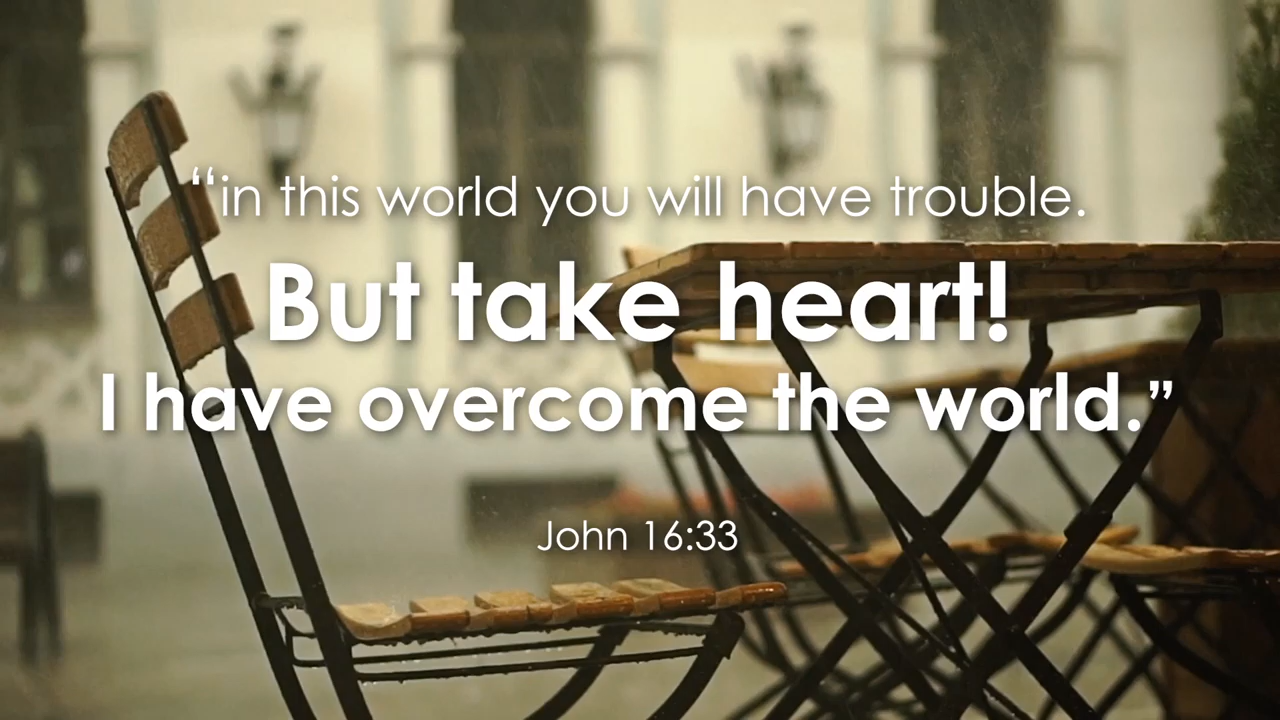 “in this world you will have trouble.
But take heart!
I have overcome the world.”
John 16:33